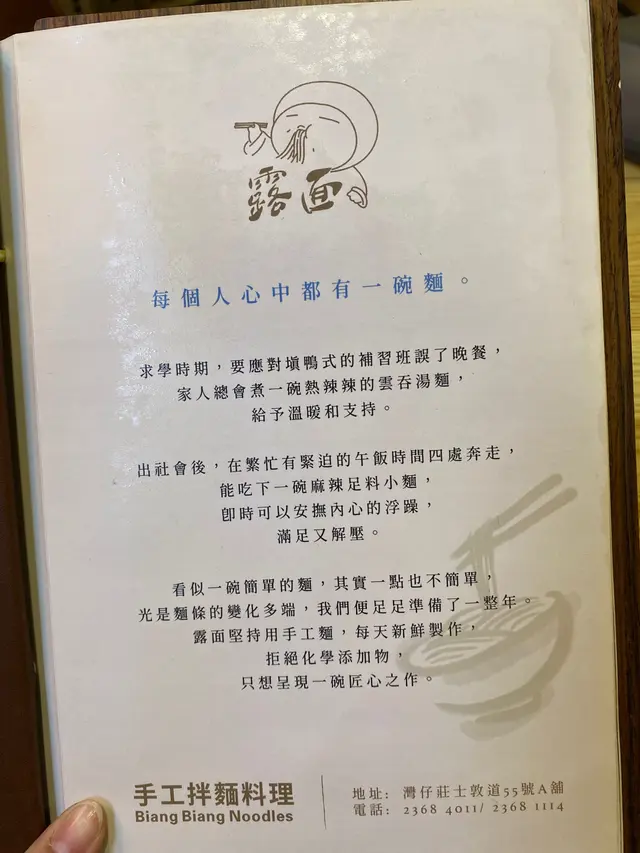 露面
每個人心中都有一碗麵。
求學時期，要應對填鴨式的補習班誤了晚餐，
家人總會煮一碗熱辣辣的雲吞湯麵，
給予溫暖和支持。
出社會後，在繁忙有緊迫的午飯時間四處奔走，
能吃下一碗麻辣足料小麵，
即時可以安撫內心的浮躁，
滿足又解壓。
看似一碗簡單的麵，其實一點也不簡單，
光是麵條的變化多端，我們便足足準備了一整年。
露面堅持用手工麵，每天新鮮製作，
拒絕化學添加物，
只想呈現一碗匠心之作。
手工拌麵料理
Biang Biang Noodles
地址: 灣仔莊士敦道55號A舖
電話: 2368 4011/ 2368 1114